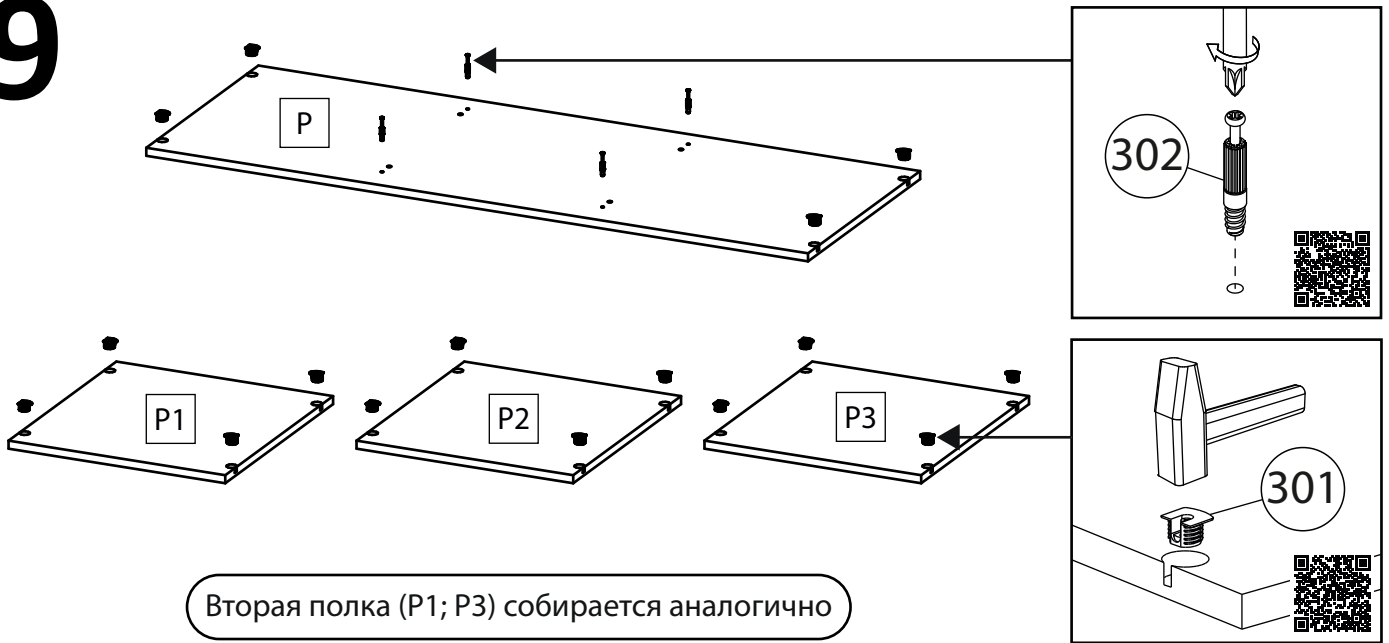 9
P
302
P1
P2
P3
301
Вторая полка (P1; P3) собирается аналогично